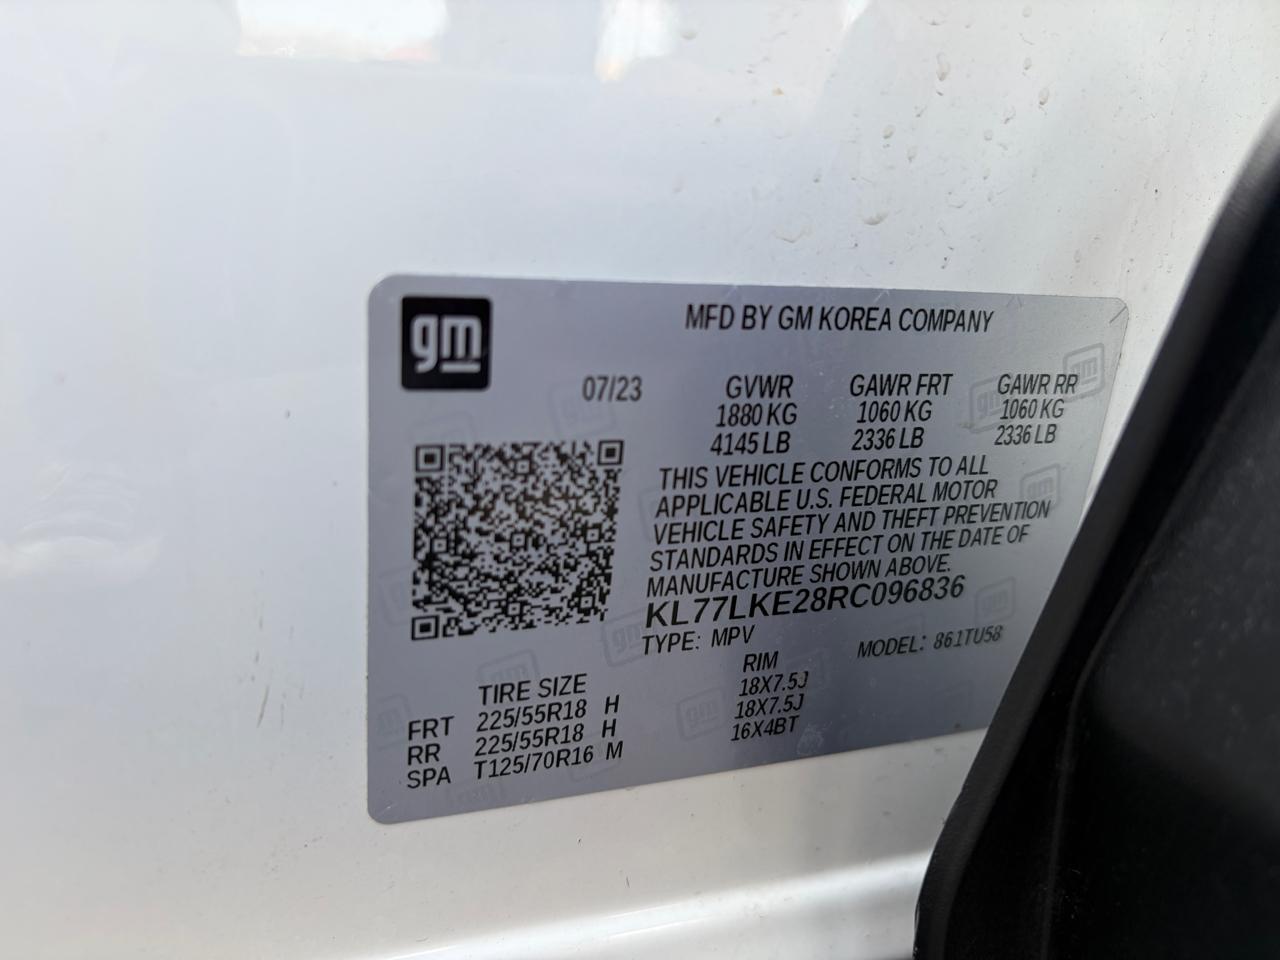 gm
MFD BY GM KOREA COMPANY
07/23 GVWR GAWR FRT GAWR RR
1880 KG 1060 KG 1060 KG
4145 LB 2336 LB 2336 LB
THIS VEHICLE CONFORMS TO ALL
APPLICABLE U.S. FEDERAL MOTOR
VEHICLE SAFETY AND THEFT PREVENTION
STANDARDS IN EFFECT ON THE DATE OF
MANUFACTURE SHOWN ABOVE.
KL77LKE28RC096836
TYPE: MPV MODEL: 861TU58
TIRE SIZE RIM
FRT 225/55R18 H 18X7.5J
RR 225/55R18 H 18X7.5J
SPA T125/70R16 M 16X4BT